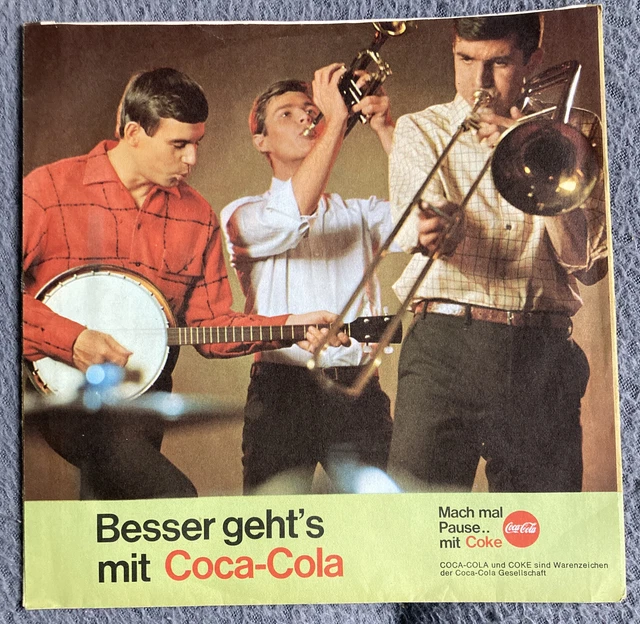 Besser geht's
mit Coca-Cola
Mach mal
Pause..
mit Coke
Coca-Cola
COCA-COLA und COKE sind Warenzeichen
der Coca-Cola Gesellschaft